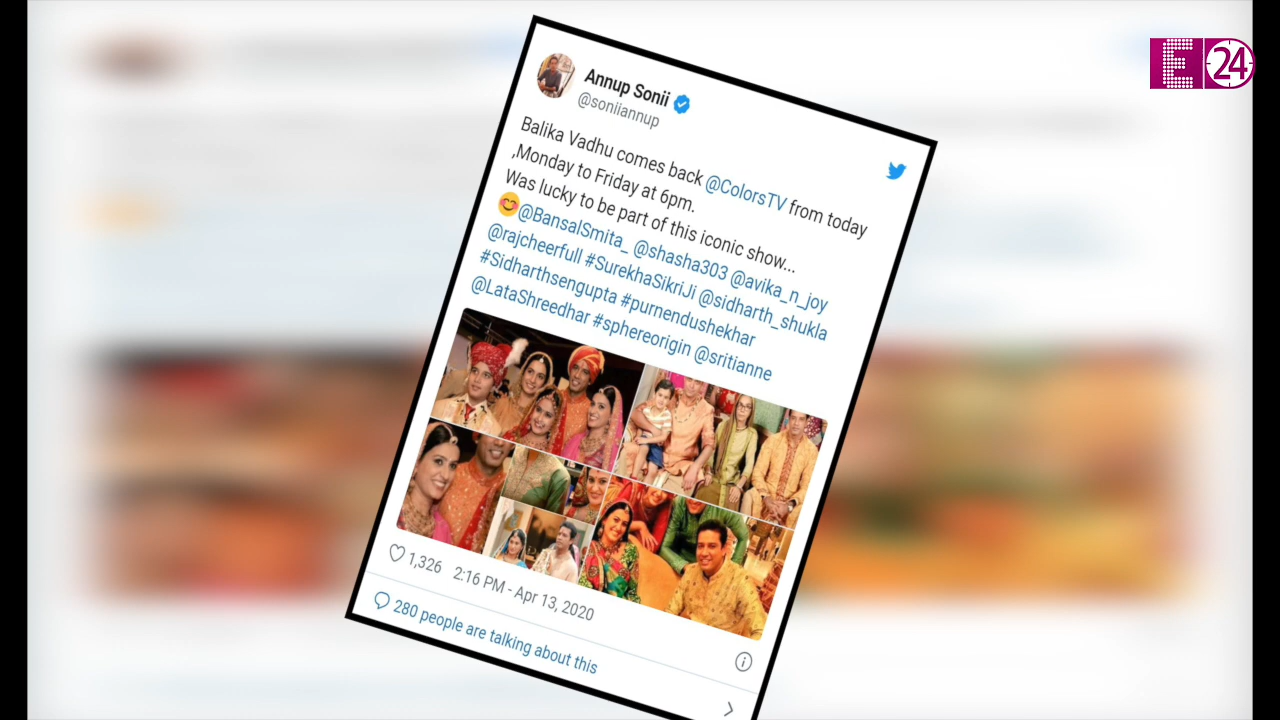 E 24
Annup Sonii
@soniiannup
Balika Vadhu comes back @ColorsTV from today
,Monday to Friday at 6pm.
Was lucky to be part of this iconic show...
😊@BansalSmita_ @shasha303 @avika_n_joy
@rajcheerfull #SurekhaSikriJi @sidharth_shukla
#Sidharthsengupta #purnendushekhar
@LataShreedhar #sphereorigin @sritianne
1,326 2:16 PM - Apr 13, 2020
280 people are talking about this